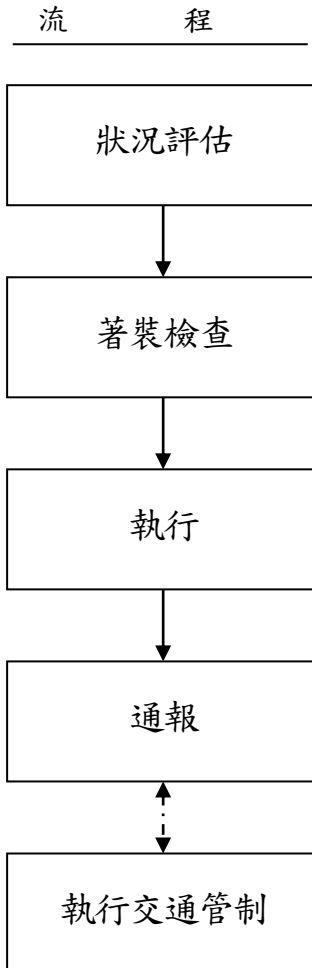 流 程
狀況評估
著裝檢查
執行
通報
執行交通管制